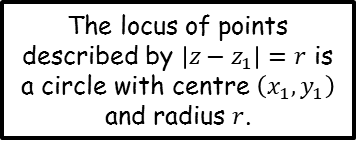 The locus of points
described by |z − z₁| = r is
a circle with centre (x₁, y₁)
and radius r.